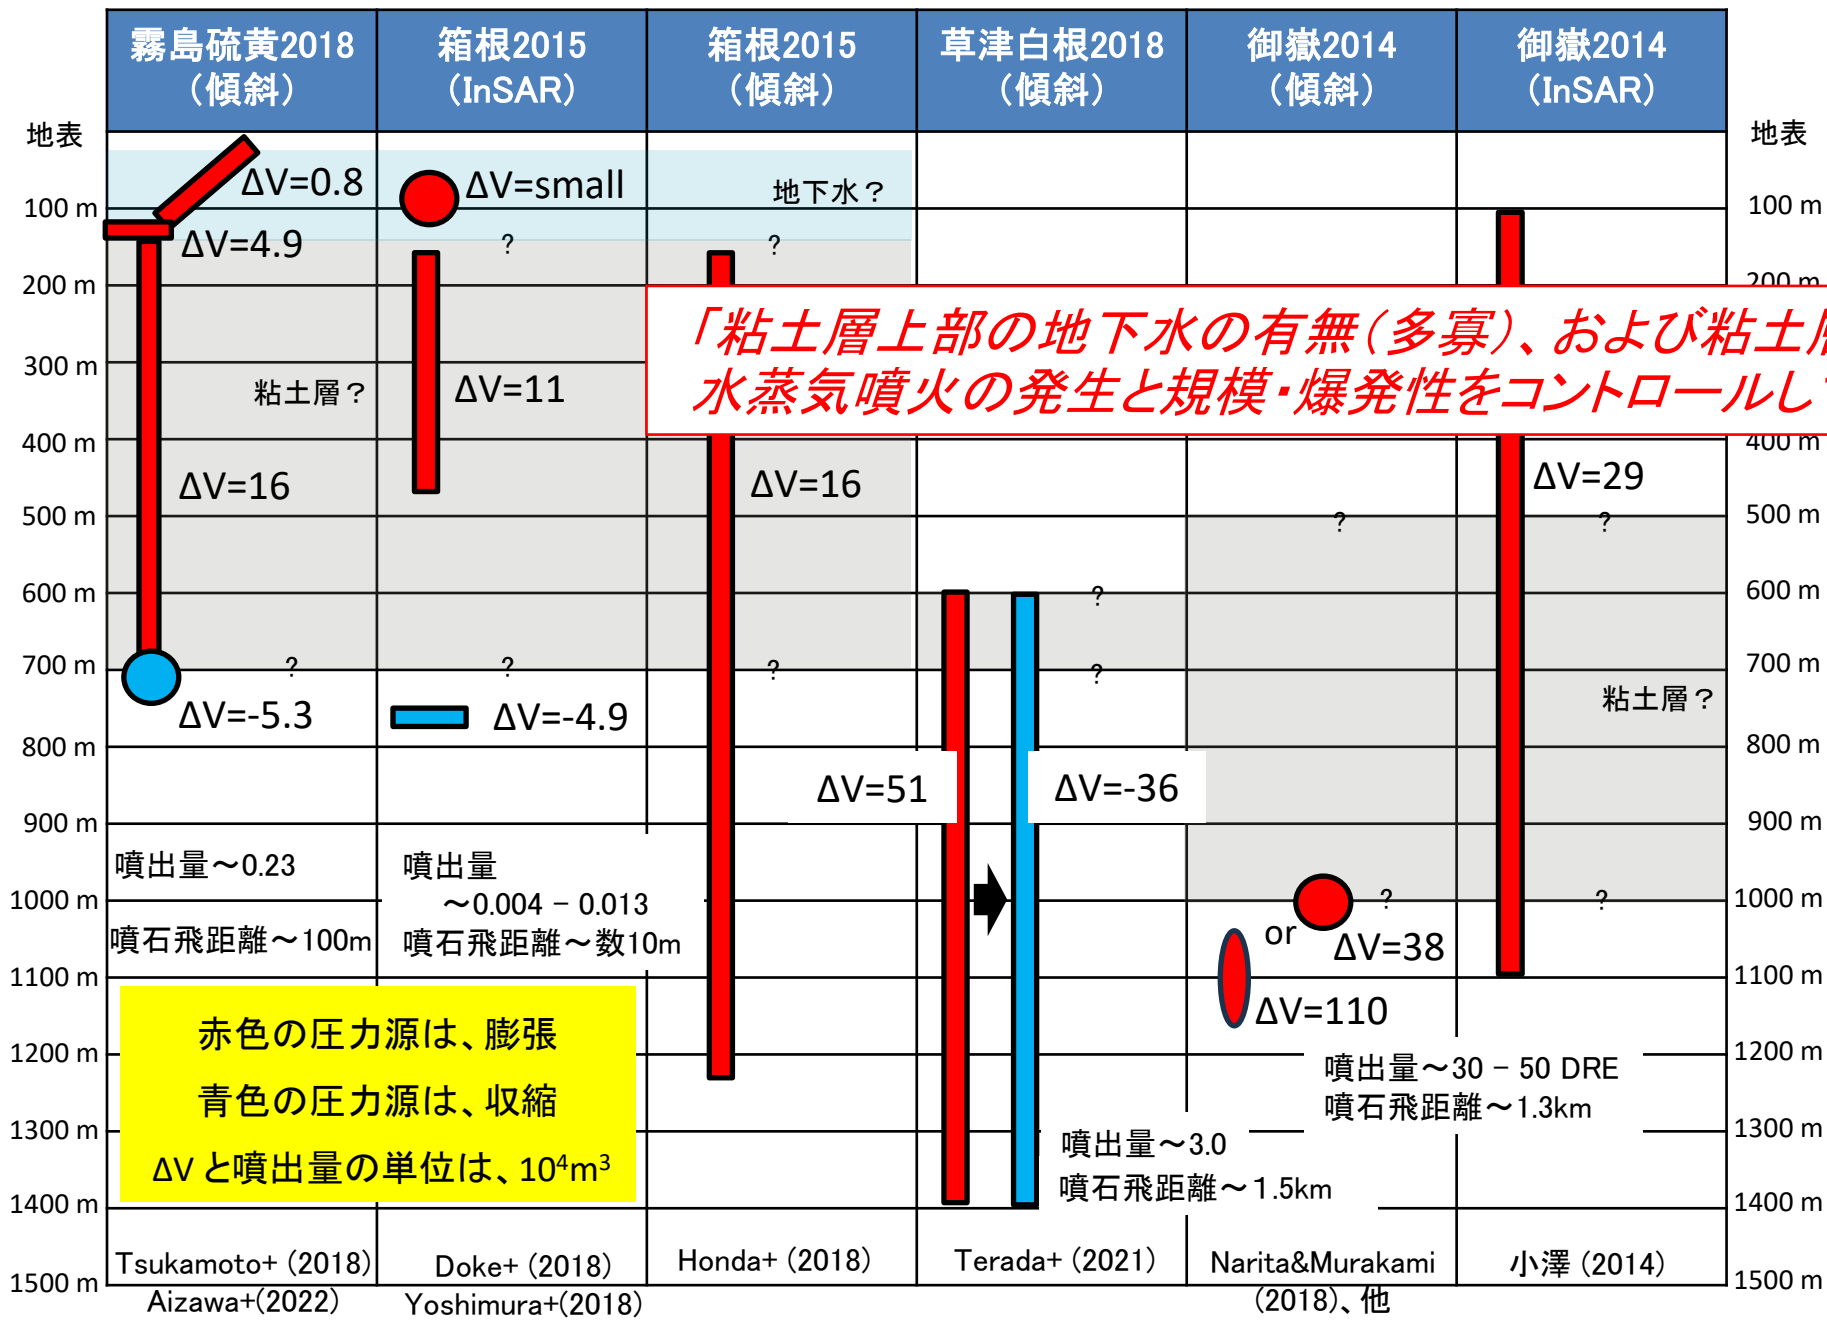 霧島硫黄2018
（傾斜）
箱根2015
（InSAR）
箱根2015
（傾斜）
草津白根2018
（傾斜）
御嶽2014
（傾斜）
御嶽2014
（InSAR）
地表
100 m
200 m
300 m
400 m
500 m
600 m
700 m
800 m
900 m
1000 m
1100 m
1200 m
1300 m
1400 m
1500 m
ΔV=0.8
ΔV=4.9
粘土層？
ΔV=16
?
ΔV=-5.3
噴出量～0.23
噴石飛距離～100m
Tsukamoto+ (2018)
Aizawa+(2022)
ΔV=small
?
ΔV=11
?
ΔV=-4.9
噴出量
～0.004 – 0.013
噴石飛距離～数10m
Doke+ (2018)
Yoshimura+(2018)
赤色の圧力源は、膨張
青色の圧力源は、収縮
ΔV と噴出量の単位は、10⁴m³
地下水？
?
「粘土層上部の地下水の有無（多寡）、および粘土
水蒸気噴火の発生と規模・爆発性をコントロールし
ΔV=16
?
Honda+ (2018)
?
?
ΔV=51
ΔV=-36
噴出量～3.0
噴石飛距離～1.5km
Terada+ (2021)
?
?
or
ΔV=38
ΔV=110
噴出量～30 – 50 DRE
噴石飛距離～1.3km
Narita&Murakami
(2018)、他
ΔV=29
?
粘土層？
?
小澤 (2014)
地表
100 m
200 m
400 m
500 m
600 m
700 m
800 m
900 m
1000 m
1100 m
1200 m
1300 m
1400 m
1500 m